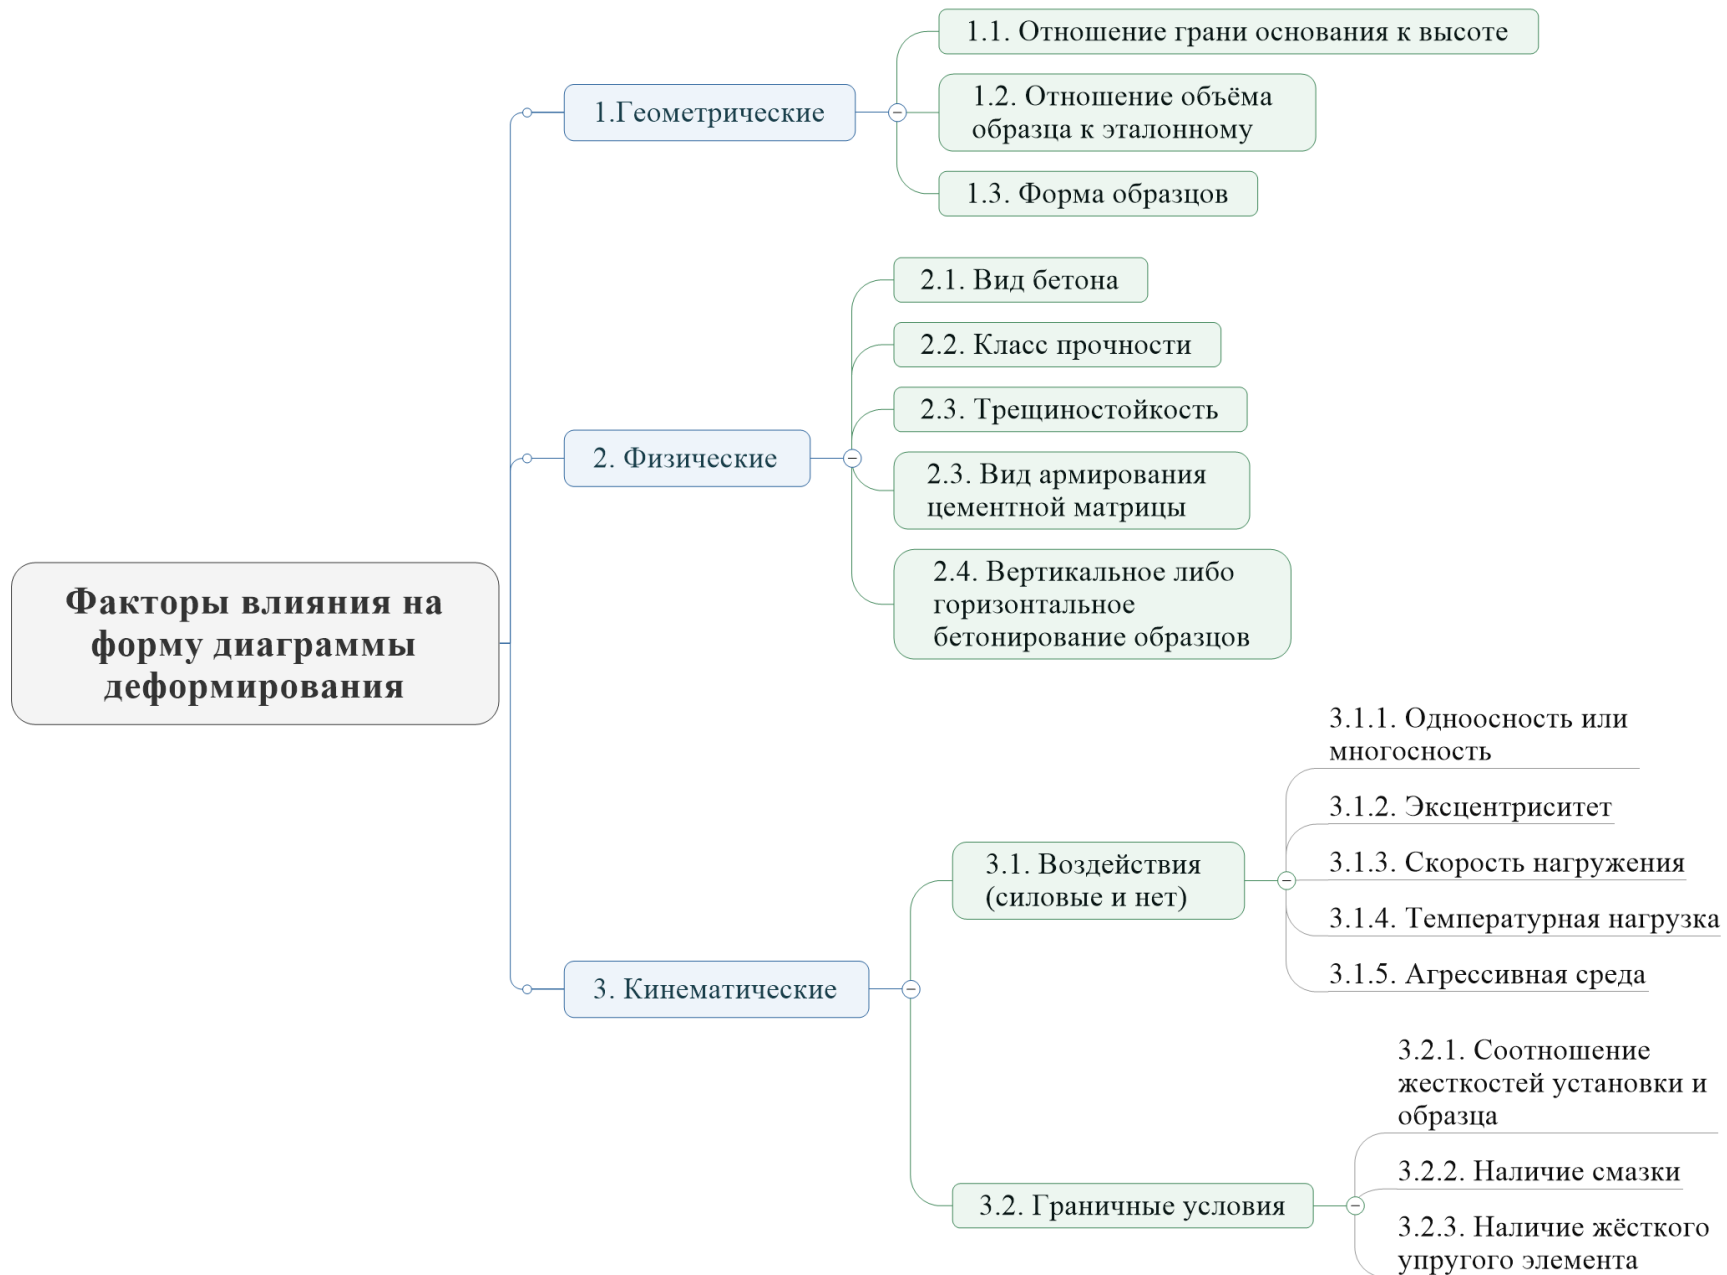 Факторы влияния на
форму диаграммы
деформирования
1.Геометрические
1.1. Отношение грани основания к высоте
1.2. Отношение объёма
образца к эталонному
1.3. Форма образцов
2. Физические
2.1. Вид бетона
2.2. Класс прочности
2.3. Трещиностойкость
2.3. Вид армирования
цементной матрицы
2.4. Вертикальное либо
горизонтальное
бетонирование образцов
3. Кинематические
3.1. Воздействия
(силовые и нет)
3.1.1. Одноосность или
многосность
3.1.2. Эксцентриситет
3.1.3. Скорость нагружения
3.1.4. Температурная нагрузка
3.1.5. Агрессивная среда
3.2. Граничные условия
3.2.1. Соотношение
жесткостей установки и
образца
3.2.2. Наличие смазки
3.2.3. Наличие жёсткого
упругого элемента